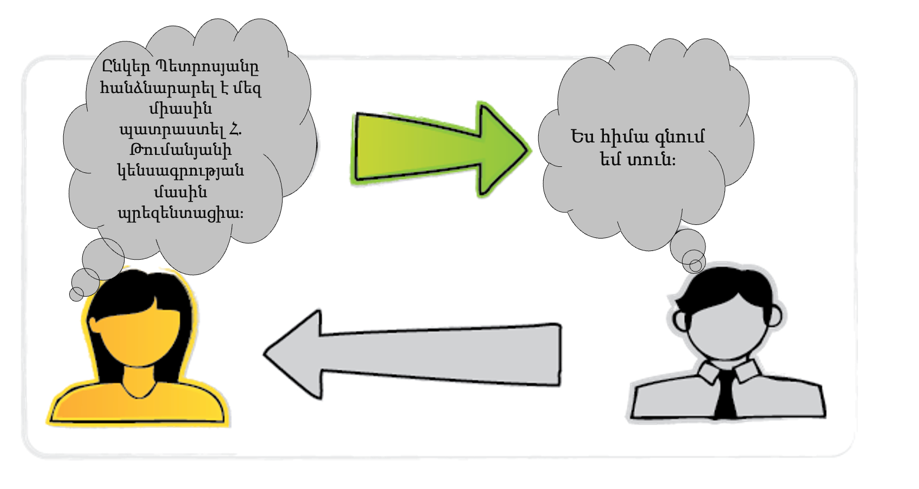 Ընկեր Պետրոսյանը
հանձնարարել է մեզ
միասին
պատրաստել Հ.
Թումանյանի
կենսագրության
մասին
պրեզենտացիա:
Ես հիմա գնում
եմ տուն: